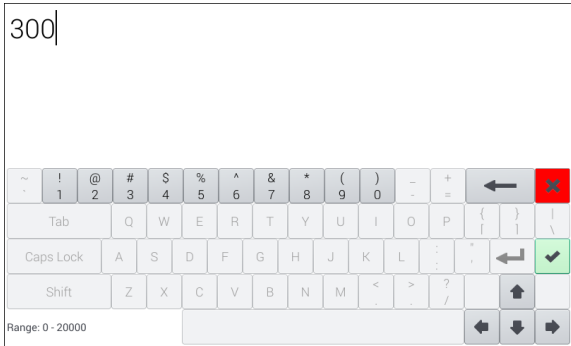 300
~ ! @ # $ % ^ & * ( ) _ +
` 1 2 3 4 5 6 7 8 9 0 - =
Tab Q W E R T Y U I O P { } |
[ ] \
Caps Lock A S D F G H J K L : "
; '
Shift Z X C V B N M < > ?
, . /
Range: 0 - 20000